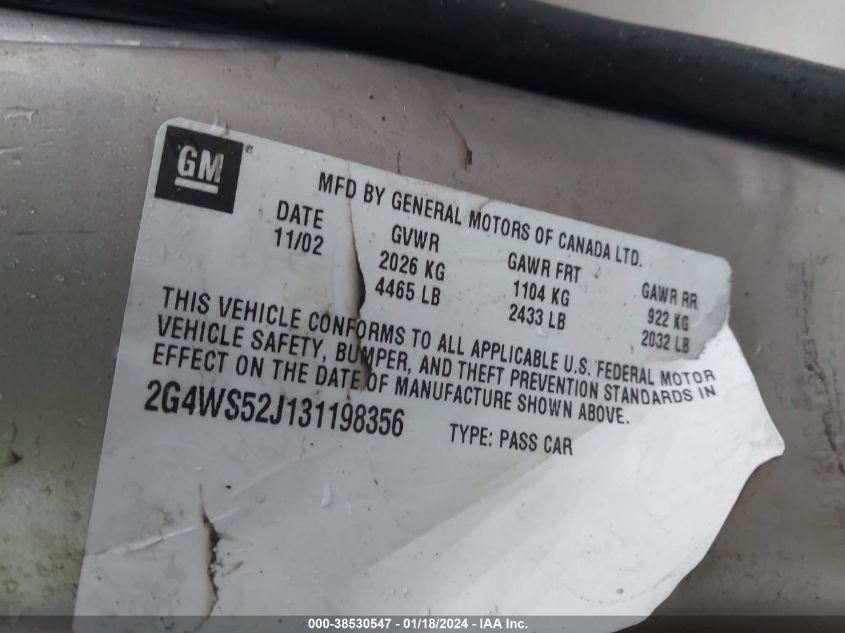 GM
MFD BY GENERAL MOTORS OF CANADA LTD.
DATE GVWR GAWR FRT GAWR RR
11/02 2026 KG 1104 KG 922 KG
4465 LB 2433 LB 2032 LB
THIS VEHICLE CONFORMS TO ALL APPLICABLE U.S. FEDERAL MOTOR
VEHICLE SAFETY, BUMPER, AND THEFT PREVENTION STANDARDS IN
EFFECT ON THE DATE OF MANUFACTURE SHOWN ABOVE.
2G4WS52J131198356 TYPE: PASS CAR
000-38530547 - 01/18/2024 - IAA Inc.